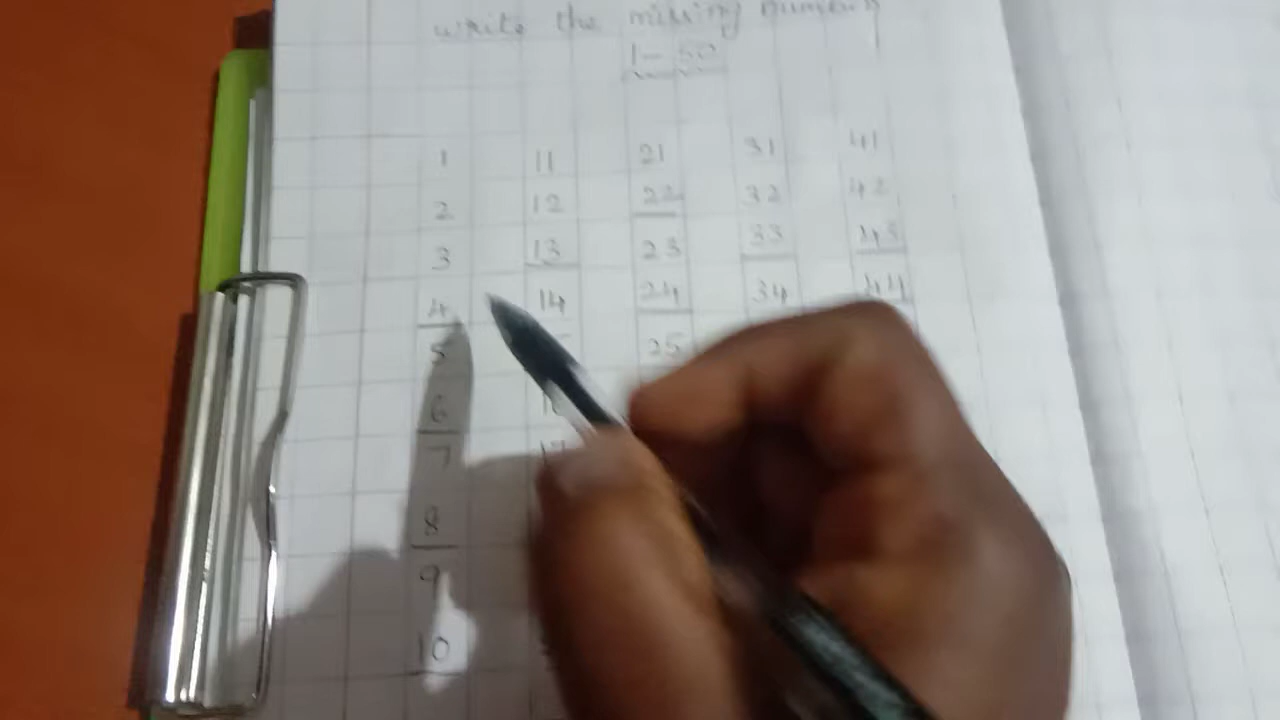 write the missing numbers
1 - 50
1 11 21 31 41
2 12 22 32 42
3 13 23 33 43
4 14 24 34 44
5 25
6
7 17
8
9
10